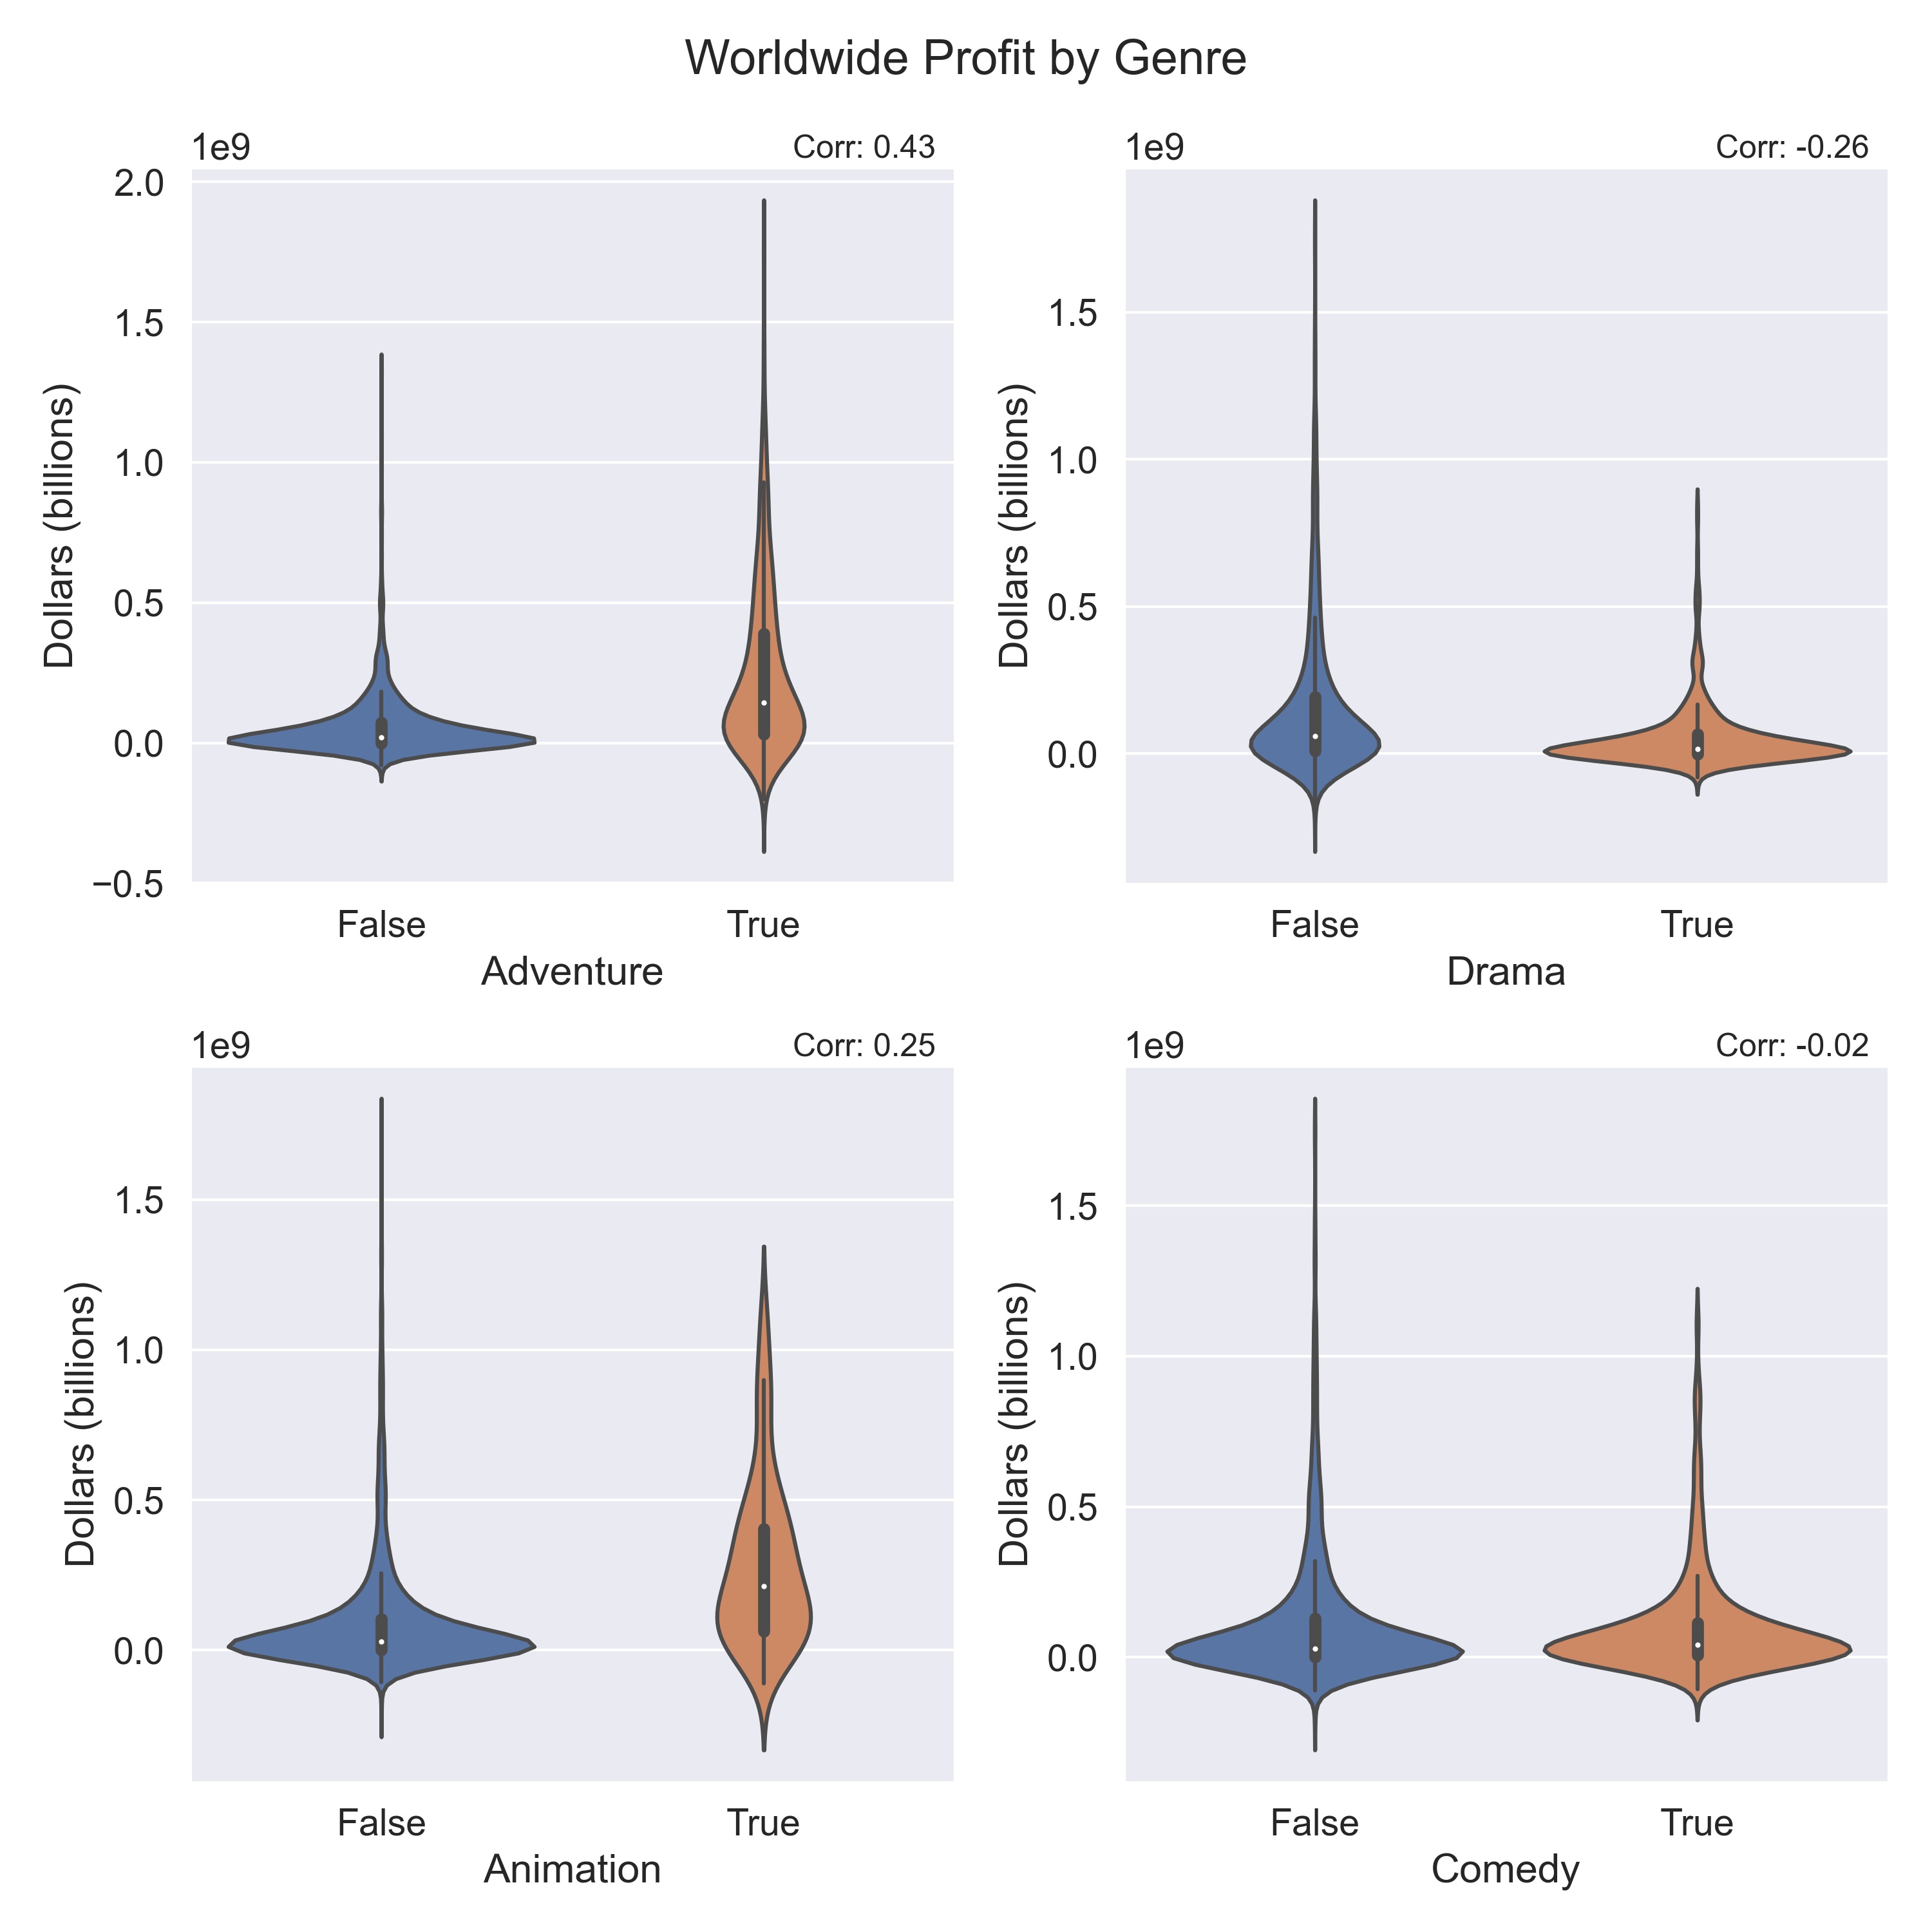 Worldwide Profit by Genre
1e9
Corr: 0.43
2.0
1.5
1.0
0.5
0.0
−0.5
Dollars (billions)
False
True
Adventure
1e9
Corr: -0.26
1.5
1.0
0.5
0.0
Dollars (billions)
False
True
Drama
1e9
Corr: 0.25
1.5
1.0
0.5
0.0
Dollars (billions)
False
True
Animation
1e9
Corr: -0.02
1.5
1.0
0.5
0.0
Dollars (billions)
False
True
Comedy